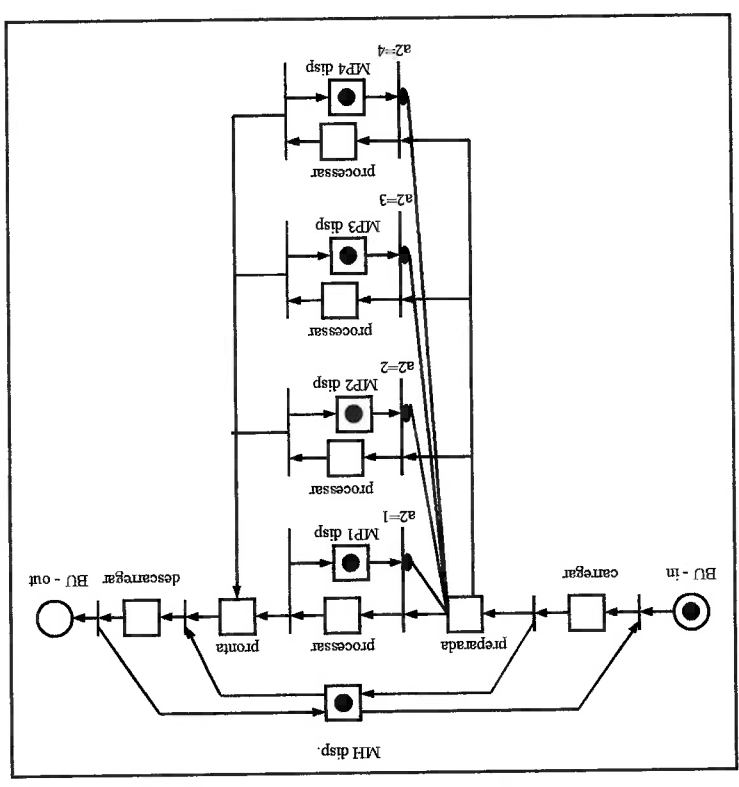 MH disp.
preparada
processar
pronta
BU - in
carregar
descarregar
BU - out
MP1 disp
a2=1
processar
MP2 disp
a2=2
processar
MP3 disp
a2=3
processar
MP4 disp
a2=4